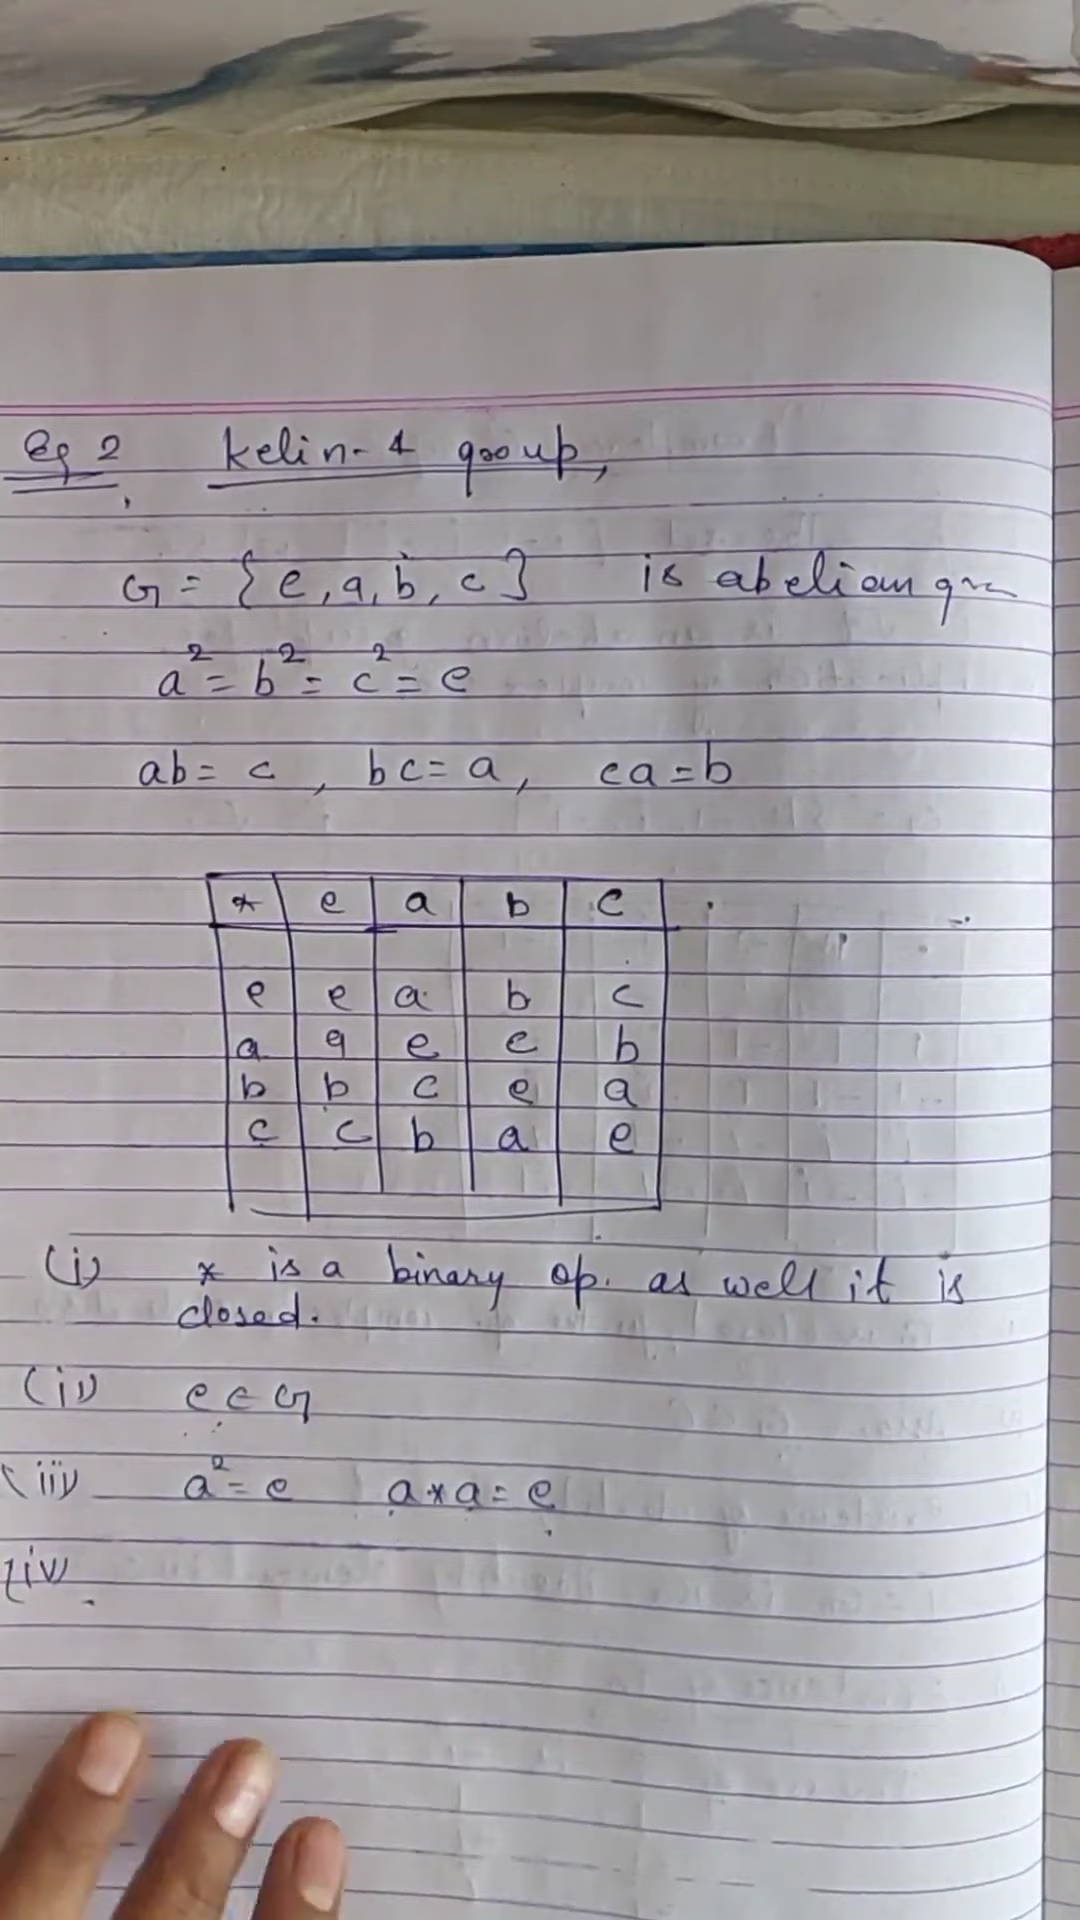 Eg 2 Kelin-4 group,
G = {e, a, b, c} is abelian
a² = b² = c² = e
ab = c , bc = a, ca = b
* e a b c
e e a b c
a a e c b
b b c e a
c c b a e
(i) * is a binary op. as well it is
closed.
(ii) e ∈ G
(iii) a² = e a*a = e
(iv)